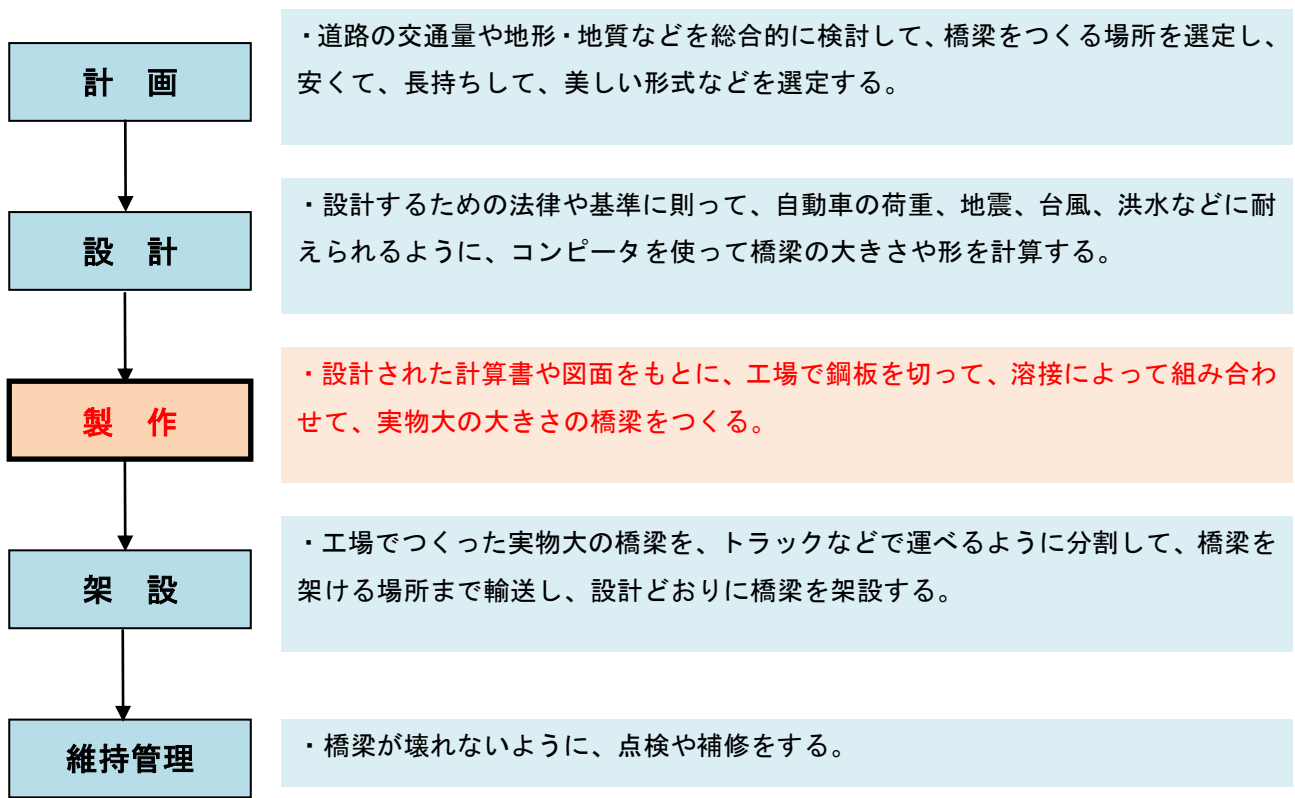 計 画
・道路の交通量や地形・地質などを総合的に検討して、橋梁をつくる場所を選定し、
安くて、長持ちして、美しい形式などを選定する。
設 計
・設計するための法律や基準に則って、自動車の荷重、地震、台風、洪水などに耐
えられるように、コンピータを使って橋梁の大きさや形を計算する。
製 作
・設計された計算書や図面をもとに、工場で鋼板を切って、溶接によって組み合わ
せて、実物大の大きさの橋梁をつくる。
架 設
・工場でつくった実物大の橋梁を、トラックなどで運べるように分割して、橋梁を
架ける場所まで輸送し、設計どおりに橋梁を架設する。
維持管理
・橋梁が壊れないように、点検や補修をする。